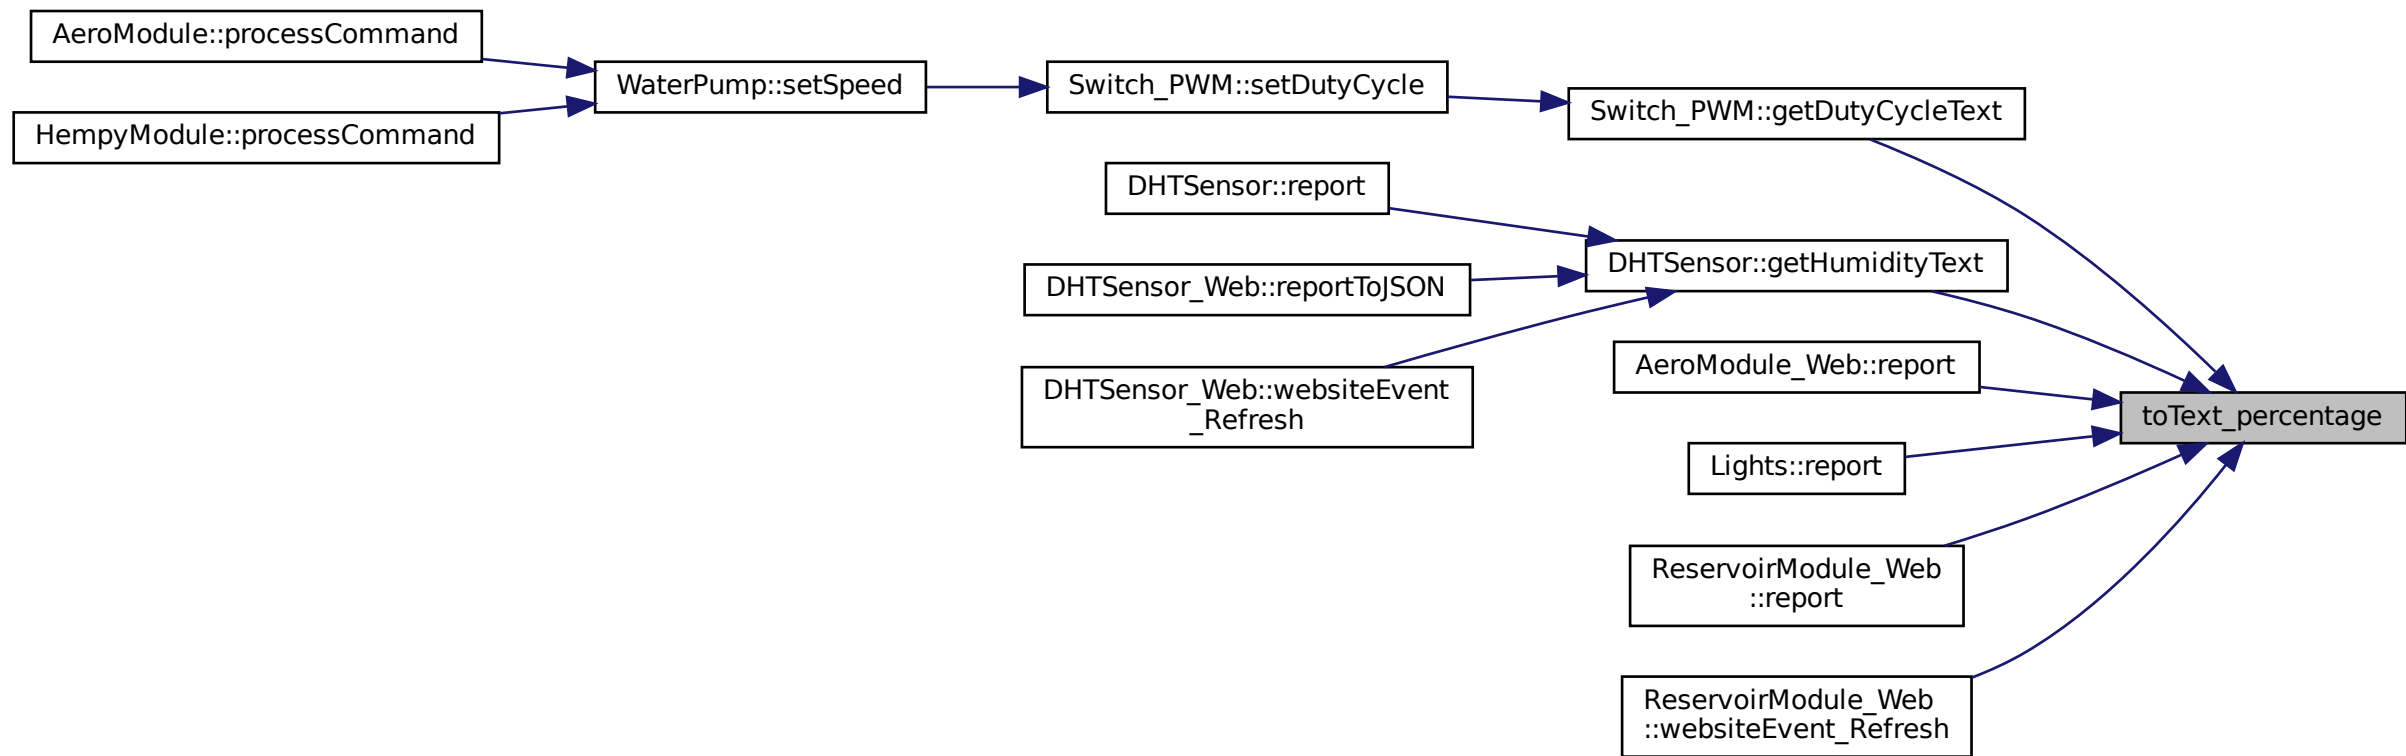 AeroModule::processCommand
HempyModule::processCommand
WaterPump::setSpeed
Switch_PWM::setDutyCycle
Switch_PWM::getDutyCycleText
DHTSensor::report
DHTSensor_Web::reportToJSON
DHTSensor_Web::websiteEvent
_Refresh
DHTSensor::getHumidityText
AeroModule_Web::report
Lights::report
ReservoirModule_Web
::report
ReservoirModule_Web
::websiteEvent_Refresh
toText_percentage